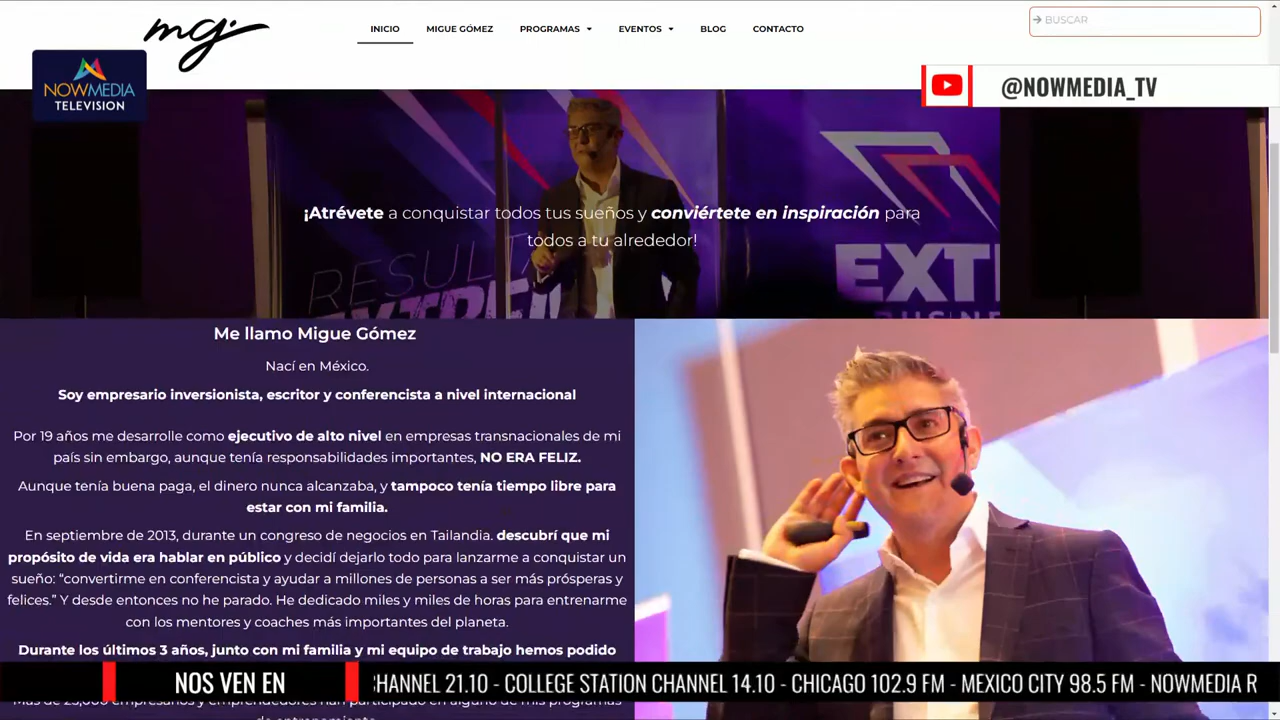 mg.
INICIO
MIGUE GÓMEZ
PROGRAMAS
EVENTOS
BLOG
CONTACTO
BUSCAR
NOWMEDIA
TELEVISION
@NOWMEDIA_TV
¡Atrévete a conquistar todos tus sueños y conviértete en inspiración para
todos a tu alrededor!
EXT
Me llamo Migue Gómez
Nací en México.
Soy empresario inversionista, escritor y conferencista a nivel internacional
Por 19 años me desarrolle como ejecutivo de alto nivel en empresas transnacionales de mi
país sin embargo, aunque tenía responsabilidades importantes, NO ERA FELIZ.
Aunque tenía buena paga, el dinero nunca alcanzaba, y tampoco tenía tiempo libre para
estar con mi familia.
En septiembre de 2013, durante un congreso de negocios en Tailandia. descubrí que mi
propósito de vida era hablar en público y decidí dejarlo todo para lanzarme a conquistar un
sueño: “convertirme en conferencista y ayudar a millones de personas a ser más prósperas y
felices.” Y desde entonces no he parado. He dedicado miles y miles de horas para entrenarme
con los mentores y coaches más importantes del planeta.
Durante los últimos 3 años, junto con mi familia y mi equipo de trabajo hemos podido
NOS VEN EN
CHANNEL 21.10 - COLLEGE STATION CHANNEL 14.10 - CHICAGO 102.9 FM - MEXICO CITY 98.5 FM - NOWMEDIA R